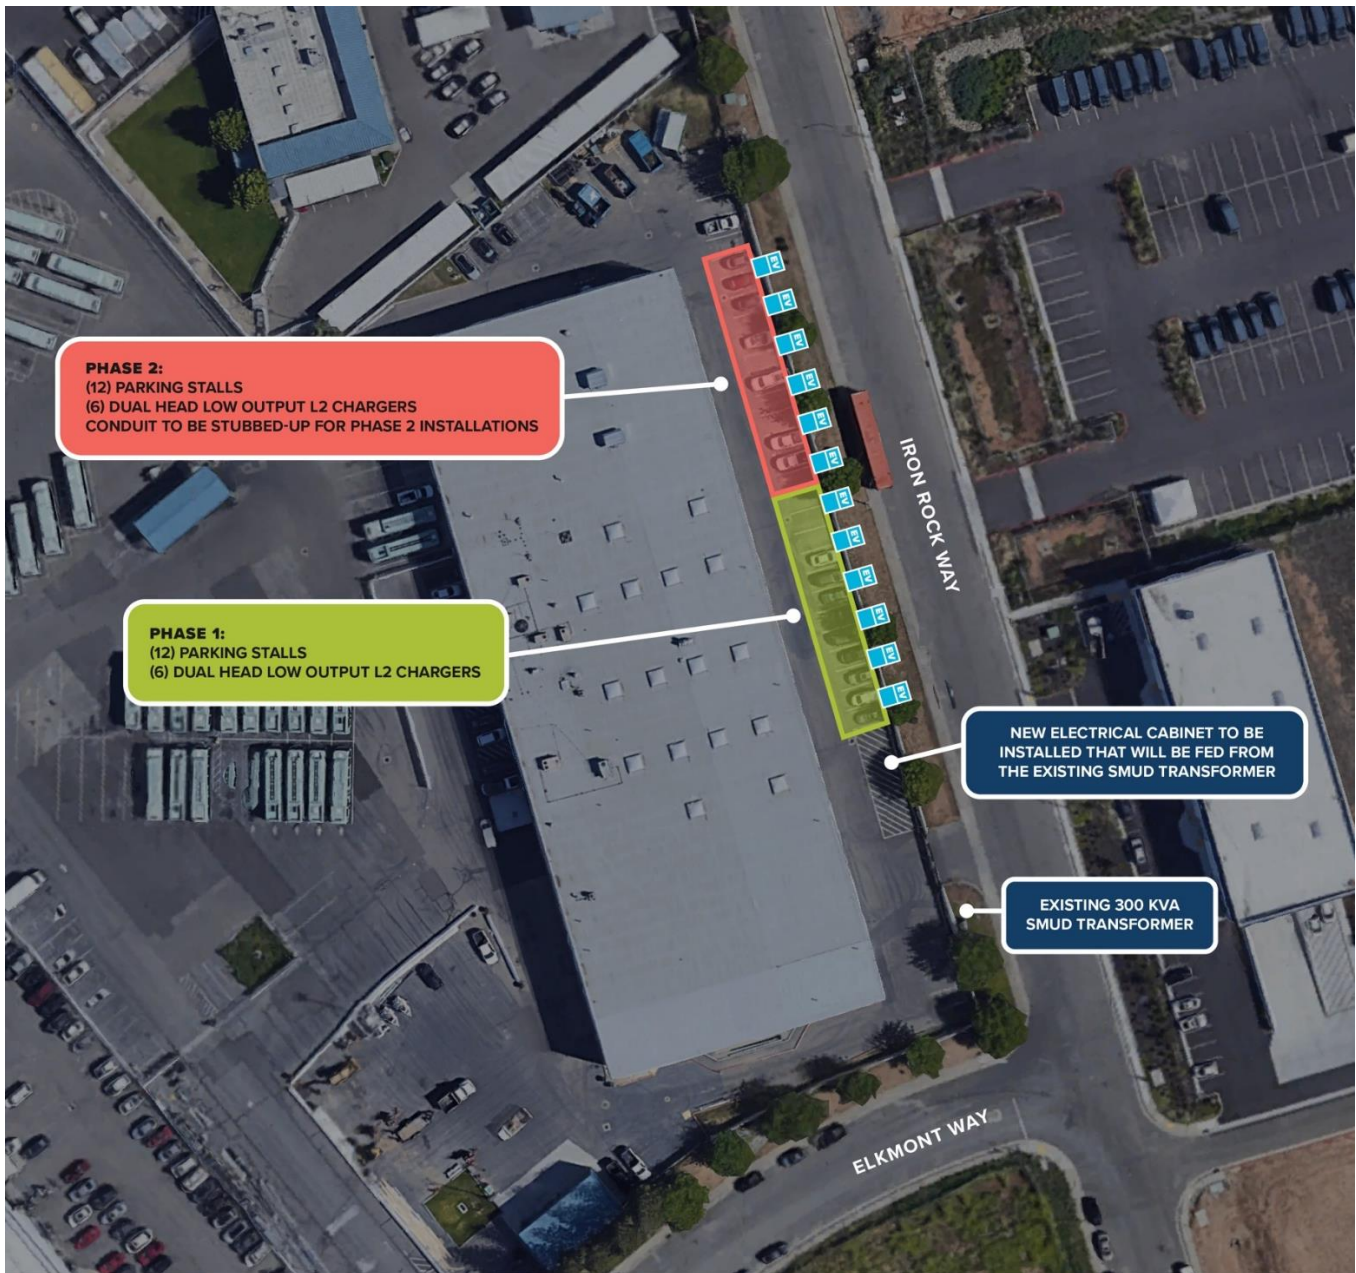 EV
EV
EV
EV
EV
EV
EV
EV
EV
EV
EV
EV
PHASE 2:
(12) PARKING STALLS
(6) DUAL HEAD LOW OUTPUT L2 CHARGERS
CONDUIT TO BE STUBBED-UP FOR PHASE 2 INSTALLATIONS
IRON ROCK WAY
PHASE 1:
(12) PARKING STALLS
(6) DUAL HEAD LOW OUTPUT L2 CHARGERS
NEW ELECTRICAL CABINET TO BE
INSTALLED THAT WILL BE FED FROM
THE EXISTING SMUD TRANSFORMER
EXISTING 300 KVA
SMUD TRANSFORMER
ELKMONT WAY